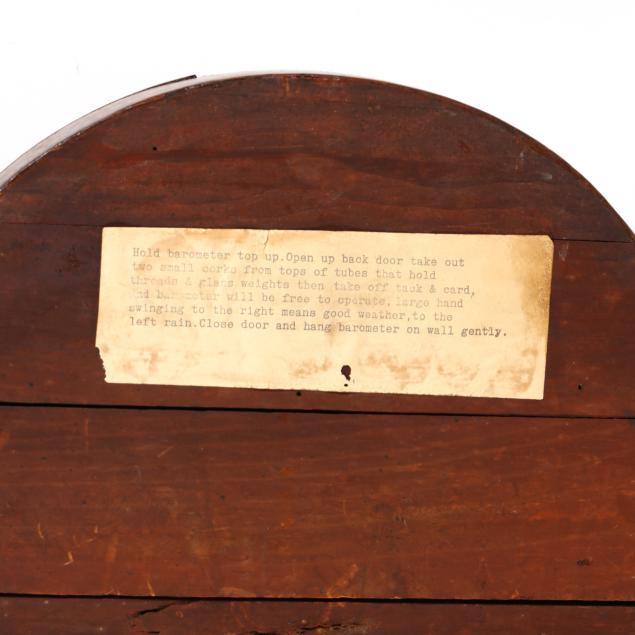 Hold barometer top up.Open up back door take out
two small corks from tops of tubes that hold
threads & glass weights then take off tack & card,
and barometer will be free to operate, large hand
swinging to the right means good weather,to the
left rain.Close door and hang barometer on wall gently.